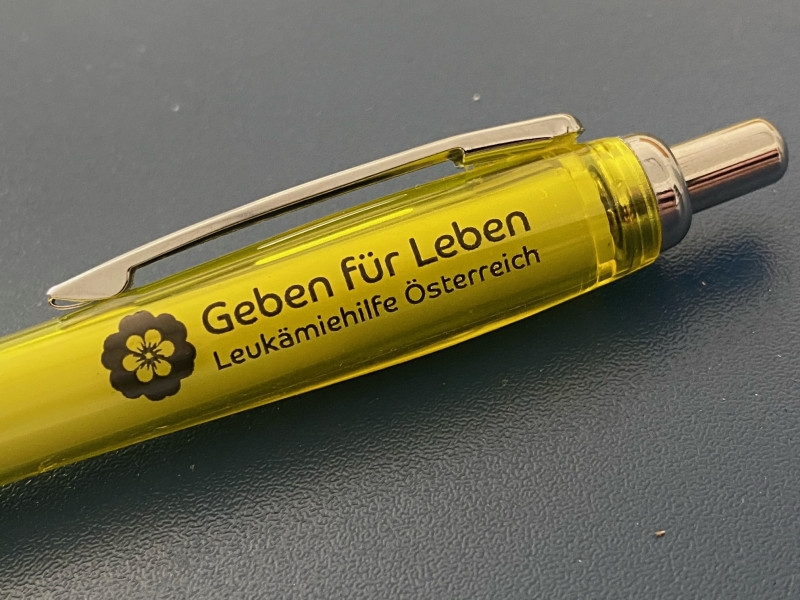 Geben für Leben
Leukämiehilfe Österreich